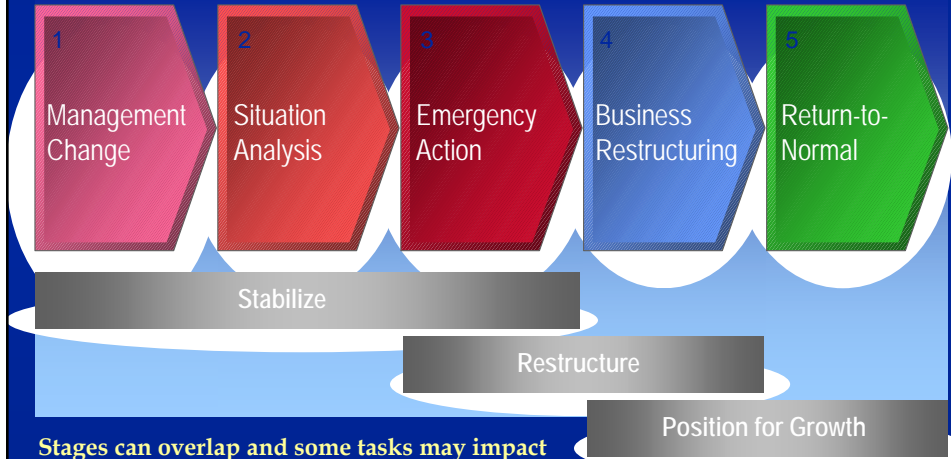 1
Management
Change
2
Situation
Analysis
3
Emergency
Action
4
Business
Restructuring
5
Return-to-
Normal
Stabilize
Restructure
Position for Growth
Stages can overlap and some tasks may impact